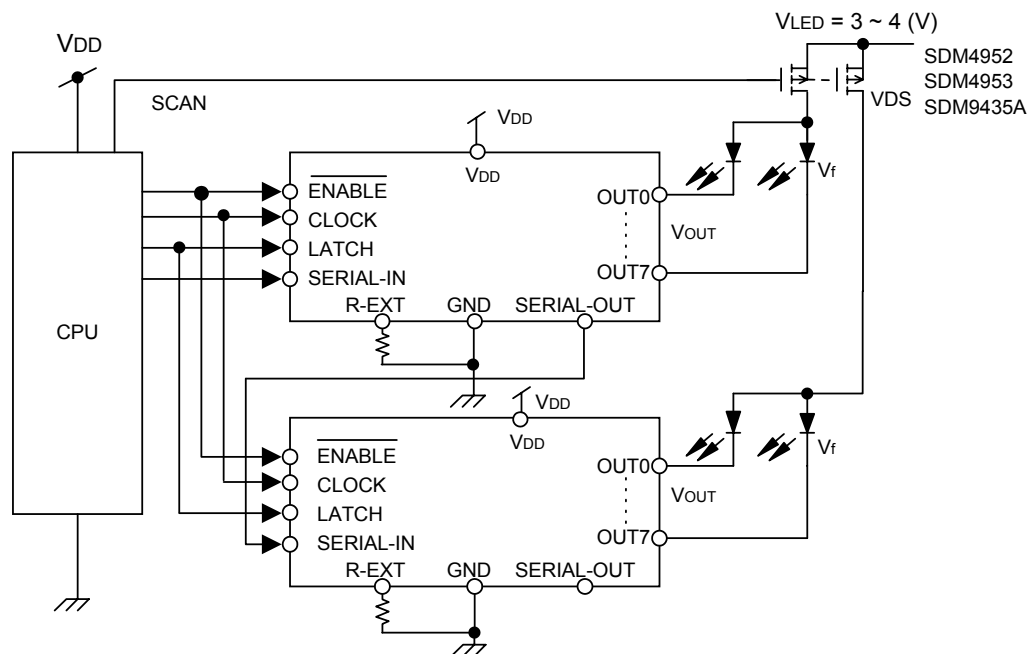 VLED = 3 ~ 4 (V)
VDD
SDM4952
SDM4953
SDM9435A
VDS
SCAN
VDD
VDD
ENABLE
CLOCK
LATCH
SERIAL-IN
OUT0
OUT7
VOUT
Vf
R-EXT
GND
SERIAL-OUT
CPU
VDD
VDD
ENABLE
CLOCK
LATCH
SERIAL-IN
OUT0
OUT7
VOUT
Vf
R-EXT
GND
SERIAL-OUT